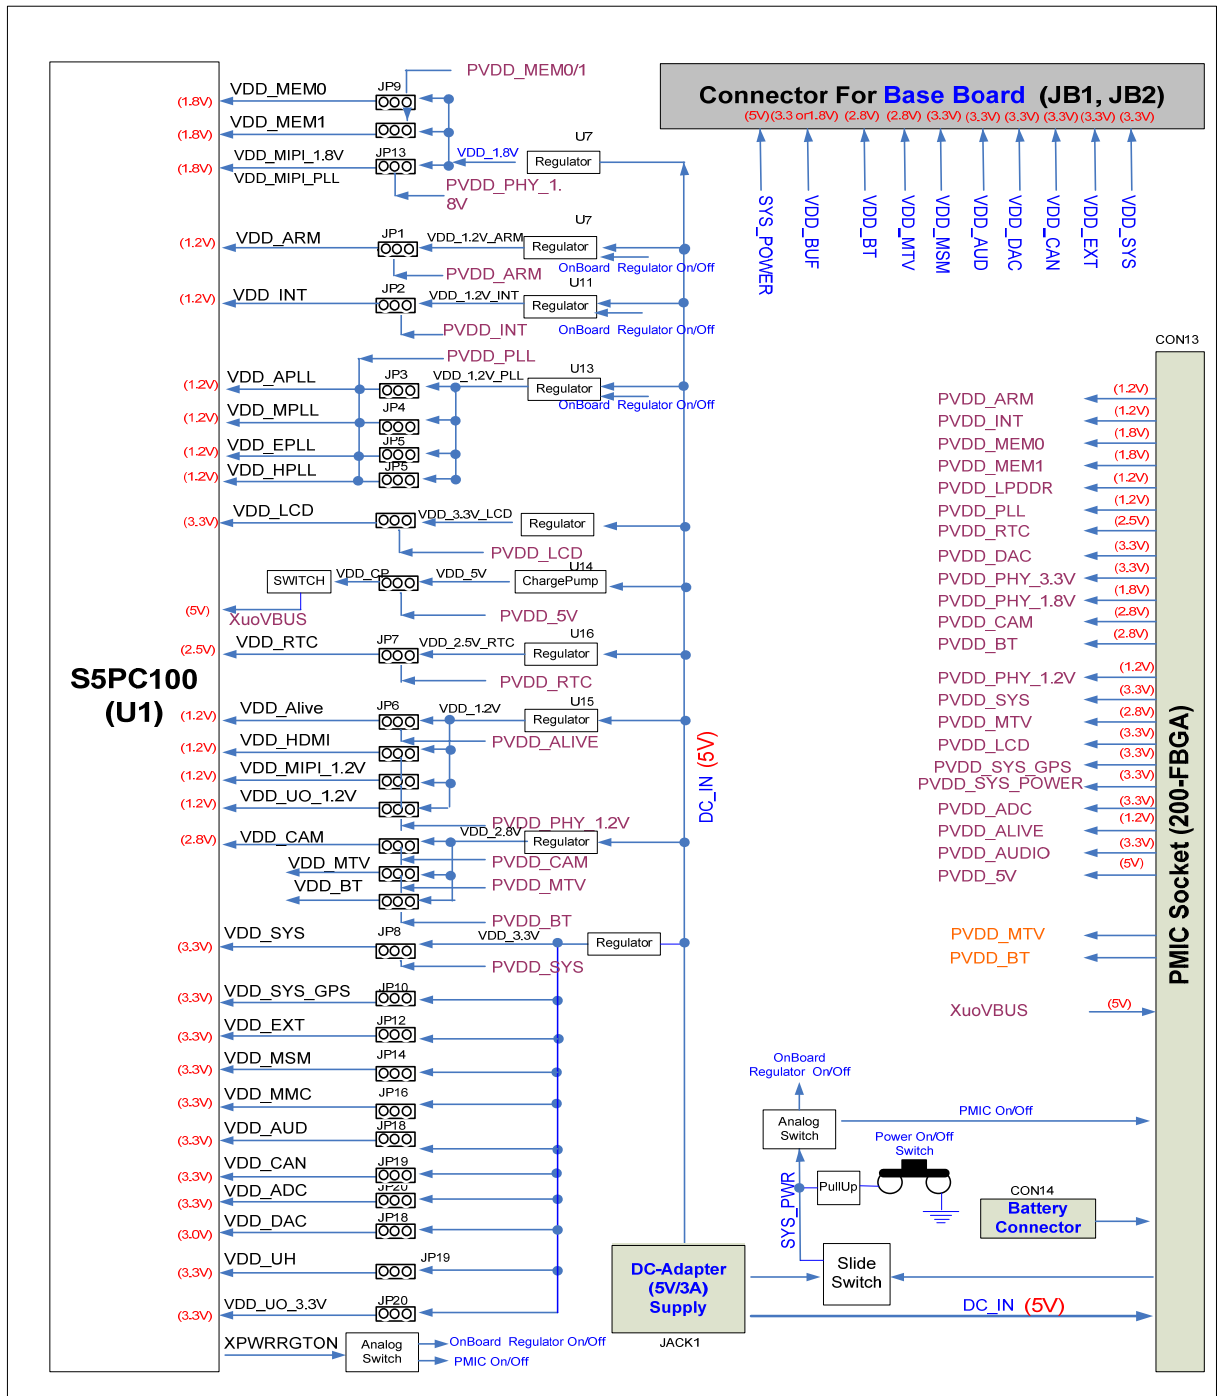 PVDD_MEM0/1
VDD_MEM0
JP9
(1.8V)
VDD_MEM1
(1.8V)
VDD_MIPI_1.8V
JP13
(1.8V)
VDD_MIPI_PLL
VDD_1.8V
U7
Regulator
PVDD_PHY_1.
8V
U7
VDD_ARM
JP1
VDD_1.2V_ARM
Regulator
(1.2V)
OnBoard Regulator On/Off
PVDD_ARM
U11
VDD INT
JP2
VDD_1.2V_INT
Regulator
(1.2V)
OnBoard Regulator On/Off
PVDD_INT
PVDD_PLL
VDD_APLL
JP3
VDD_1.2V_PLL
U13
Regulator
(1.2V)
OnBoard Regulator On/Off
VDD_MPLL
JP4
(1.2V)
VDD_EPLL
JP5
(1.2V)
VDD_HPLL
JP5
(1.2V)
VDD_LCD
VDD_3.3V_LCD
Regulator
(3.3V)
PVDD_LCD
U14
SWITCH
VDD_CP
VDD_5V
ChargePump
(5V)
XuoVBUS
PVDD_5V
VDD_RTC
JP7
VDD_2.5V_RTC
U16
Regulator
(2.5V)
PVDD_RTC
S5PC100
(U1)
VDD_Alive
JP6
VDD_1.2V
U15
Regulator
(1.2V)
PVDD_ALIVE
VDD_HDMI
(1.2V)
VDD_MIPI_1.2V
(1.2V)
VDD_UO_1.2V
(1.2V)
PVDD_PHY_1.2V
VDD_CAM
(2.8V)
VDD_2.8V
Regulator
PVDD_CAM
VDD_MTV
PVDD_MTV
VDD_BT
PVDD_BT
VDD_SYS
JP8
VDD_3.3V
Regulator
(3.3V)
PVDD_SYS
VDD_SYS_GPS
JP10
(3.3V)
VDD_EXT
JP12
(3.3V)
VDD_MSM
JP14
(3.3V)
VDD_MMC
JP16
(3.3V)
VDD_AUD
JP18
(3.3V)
VDD_CAN
JP19
(3.3V)
VDD_ADC
JP20
(3.3V)
VDD_DAC
JP18
(3.0V)
VDD_UH
JP19
(3.3V)
VDD_UO_3.3V
JP20
(3.3V)
XPWRRGTON
Analog
Switch
OnBoard Regulator On/Off
PMIC On/Off
DC_IN (5V)
Connector For Base Board (JB1, JB2)
(5V)
(3.3 or1.8V)
(2.8V)
(2.8V)
(3.3V)
(3.3V)
(3.3V)
(3.3V)
(3.3V)
(3.3V)
SYS_POWER
VDD_BUF
VDD_BT
VDD_MTV
VDD_MSM
VDD_AUD
VDD_DAC
VDD_CAN
VDD_EXT
VDD_SYS
CON13
PMIC Socket (200-FBGA)
PVDD_ARM (1.2V)
PVDD_INT (1.2V)
PVDD_MEM0 (1.8V)
PVDD_MEM1 (1.8V)
PVDD_LPDDR (1.2V)
PVDD_PLL (1.2V)
PVDD_RTC (2.5V)
PVDD_DAC (3.3V)
PVDD_PHY_3.3V (3.3V)
PVDD_PHY_1.8V (1.8V)
PVDD_CAM (2.8V)
PVDD_BT (2.8V)
PVDD_PHY_1.2V (1.2V)
PVDD_SYS (3.3V)
PVDD_MTV (2.8V)
PVDD_LCD (3.3V)
PVDD_SYS_GPS (3.3V)
PVDD_SYS_POWER (3.3V)
PVDD_ADC (3.3V)
PVDD_ALIVE (1.2V)
PVDD_AUDIO (3.3V)
PVDD_5V (5V)
PVDD_MTV
PVDD_BT
XuoVBUS (5V)
OnBoard
Regulator On/Off
Analog
Switch
PMIC On/Off
Power On/Off
Switch
PullUp
SYS_PWR
CON14
Battery
Connector
Slide
Switch
DC-Adapter
(5V/3A)
Supply
JACK1
DC_IN (5V)